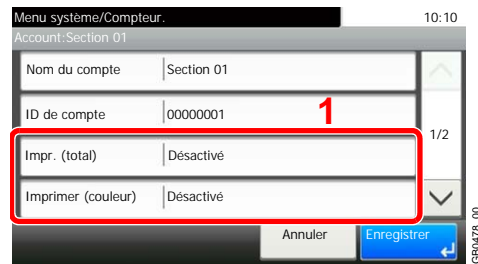 Menu système/Compteur. 10:10
Account:Section 01
Nom du compte Section 01
ID de compte 00000001
1
1/2
Impr. (total) Désactivé
Imprimer (couleur) Désactivé
Annuler Enregistrer
GB0478_00